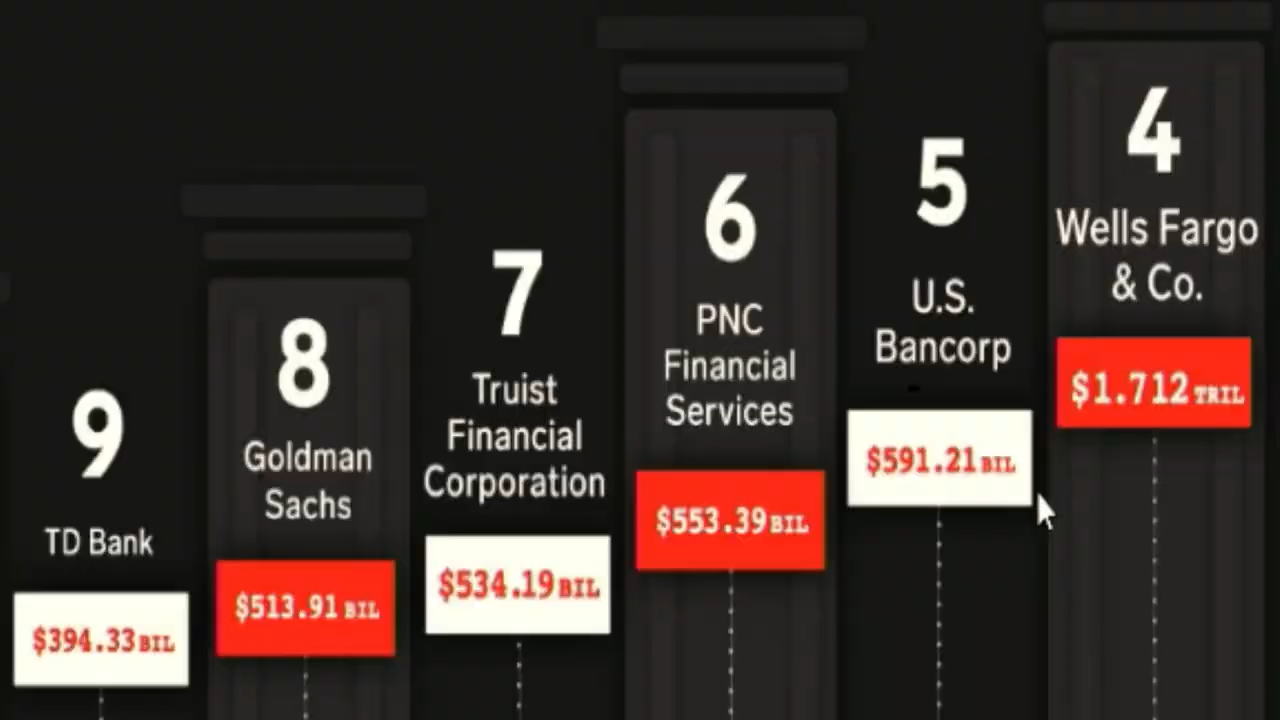 9
TD Bank
$394.33 BIL
8
Goldman
Sachs
$513.91 BIL
7
Truist
Financial
Corporation
$534.19 BIL
6
PNC
Financial
Services
$553.39 BIL
5
U.S.
Bancorp
$591.21 BIL
4
Wells Fargo
& Co.
$1.712 TRIL